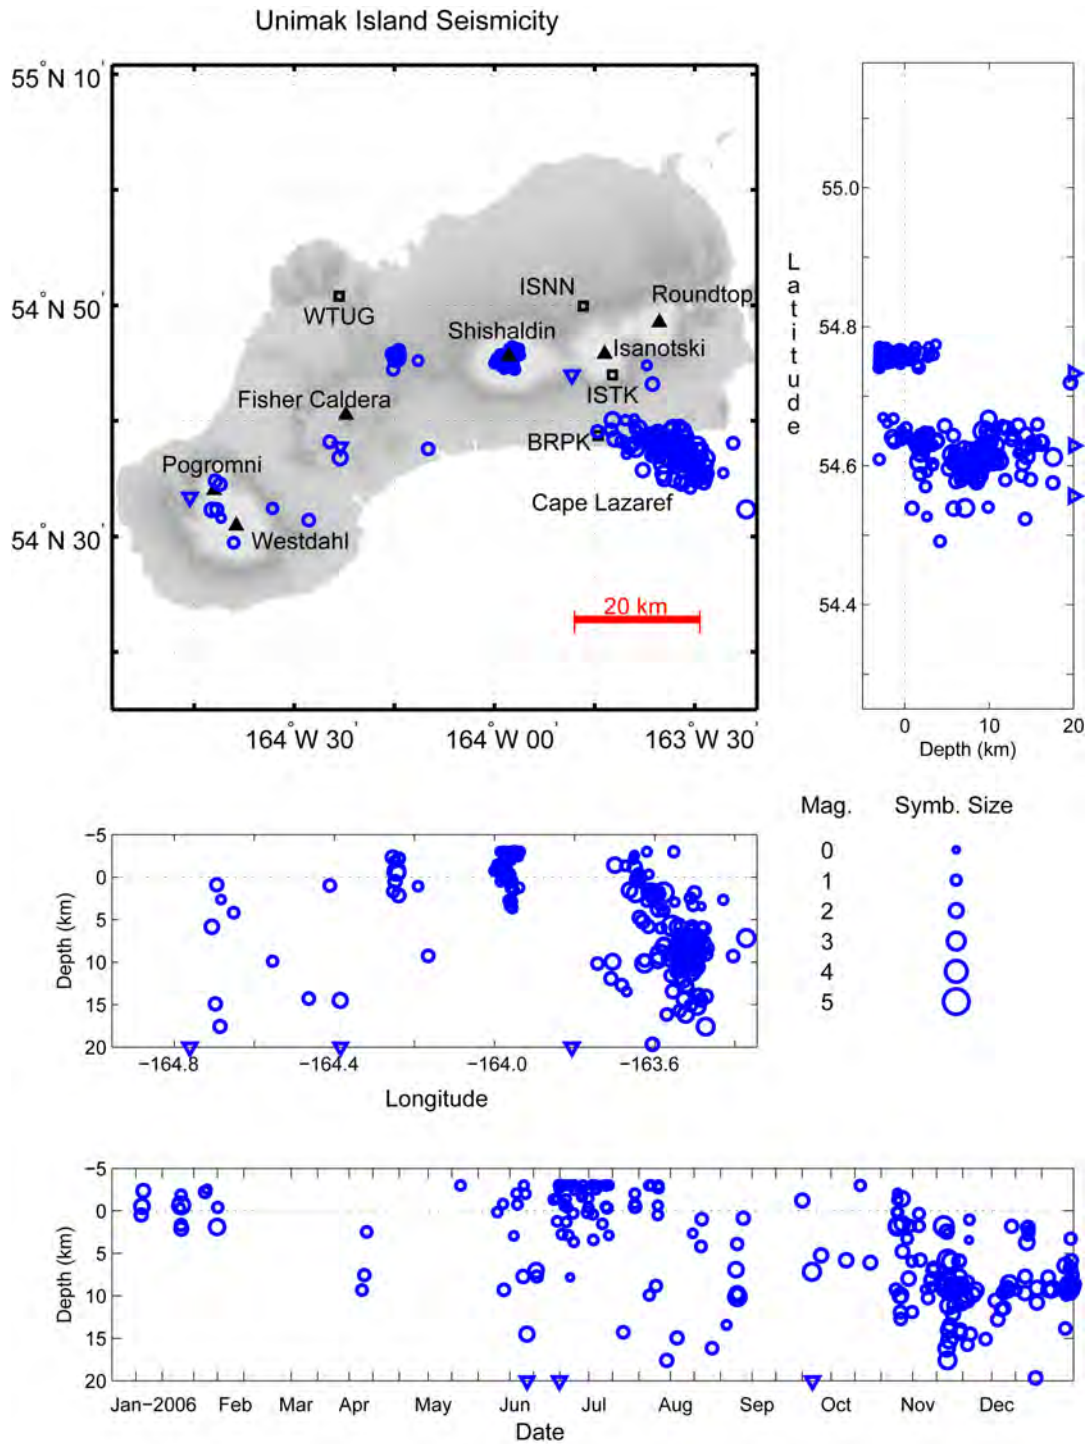 Unimak Island Seismicity
55° N 10'
54° N 50'
54° N 30'
164° W 30'
164° W 00'
163° W 30'
WTUG
ISNN
Roundtop
Shishaldin
Isanotski
ISTK
Fisher Caldera
BRPK
Pogromni
Cape Lazaref
Westdahl
20 km
Latitude
55.0
54.8
54.6
54.4
0 10 20
Depth (km)
Mag. Symb. Size
0
1
2
3
4
5
−5
0
5
10
15
20
Depth (km)
−164.8 −164.4 −164.0 −163.6
Longitude
−5
0
5
10
15
20
Depth (km)
Jan−2006 Feb Mar Apr May Jun Jul Aug Sep Oct Nov Dec
Date